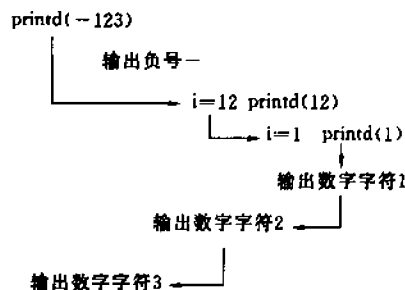 printd(-123)
输出负号-
i=12 printd(12)
i=1 printd(1)
输出数字字符1
输出数字字符2
输出数字字符3